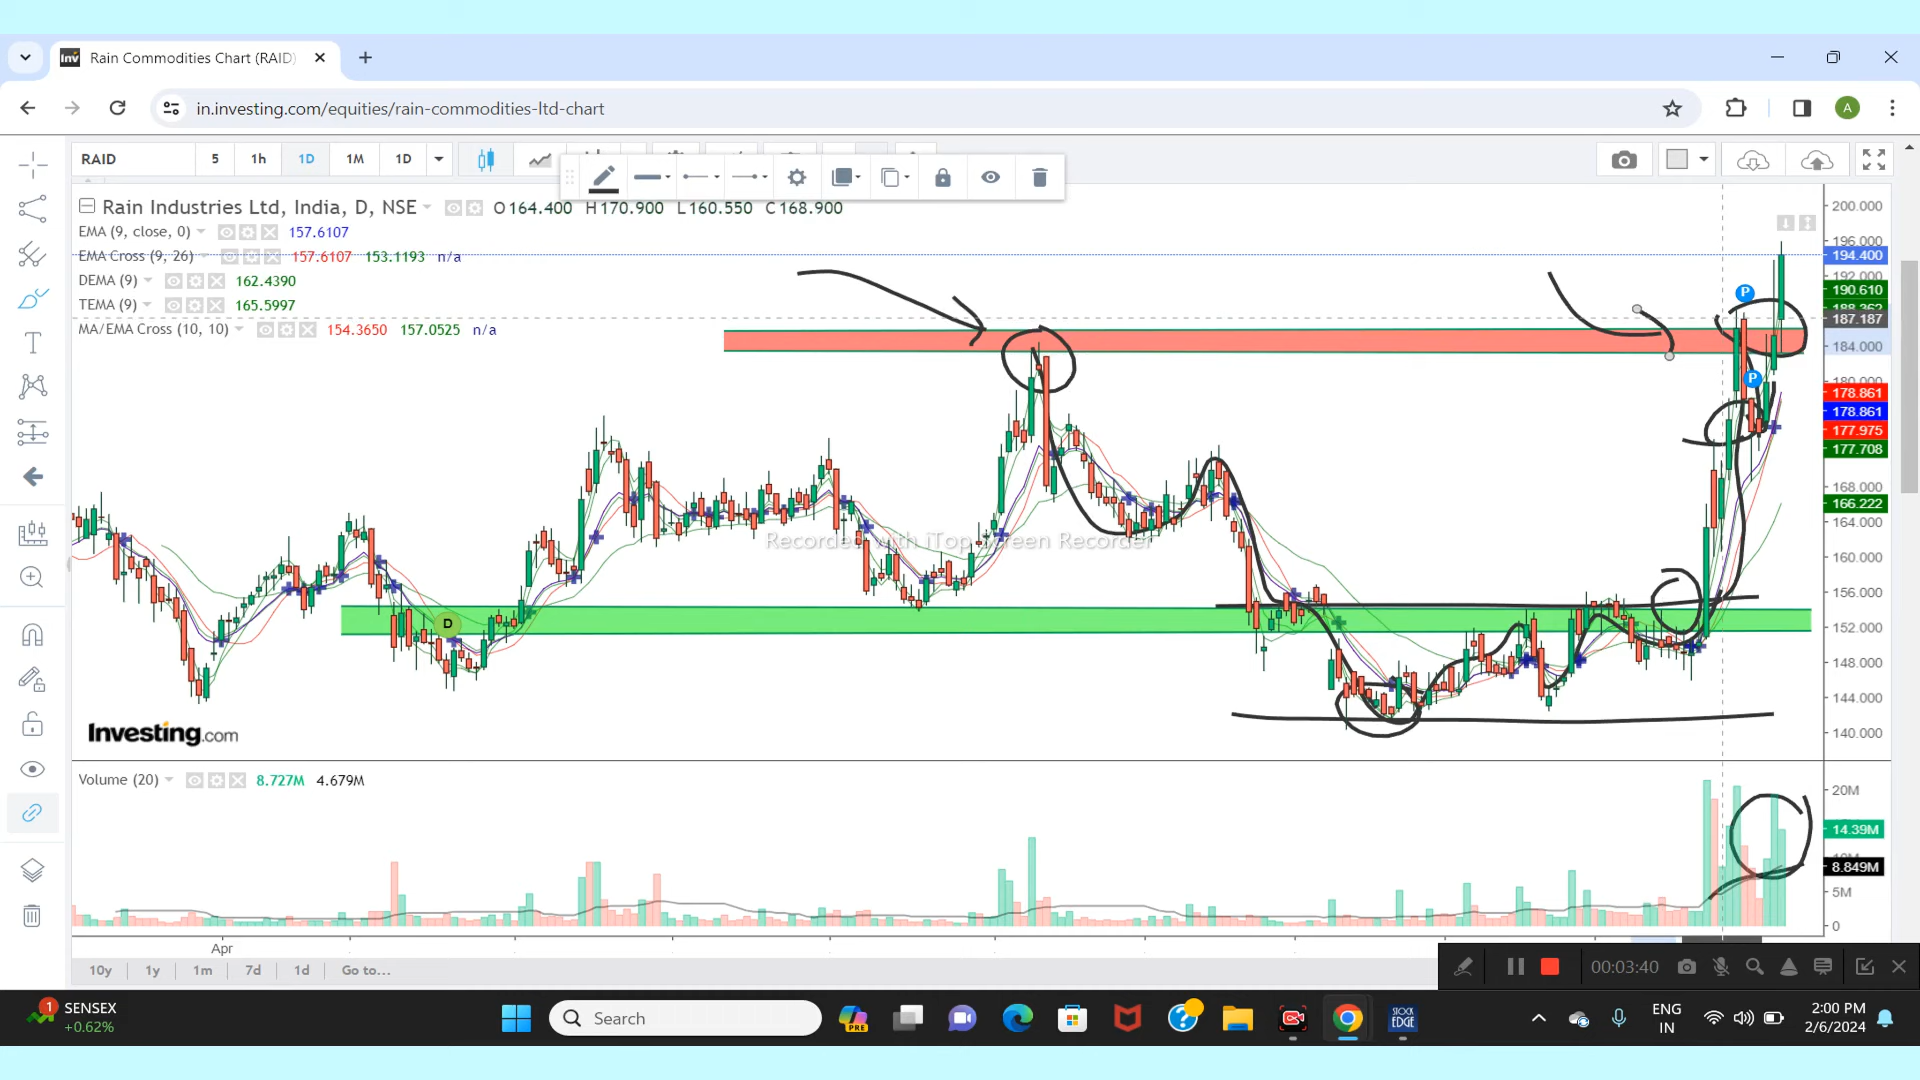 Rain Commodities Chart (RAID)
in.investing.com/equities/rain-commodities-ltd-chart
A
RAID 5 1h 1D 1M 1D
Rain Industries Ltd, India, D, NSE O 164.400 H 170.900 L 160.550 C 168.900
EMA (9, close, 0) 157.6107
EMA Cross (9, 26) 157.6107 153.1193 n/a
DEMA (9) 162.4390
TEMA (9) 165.5997
MA/EMA Cross (10, 10) 154.3650 157.0525 n/a
200.000
196.000
194.400
192.000
190.610
187.187
184.000
180.000
178.861
178.861
177.975
177.708
168.000
166.222
164.000
160.000
156.000
152.000
148.000
144.000
140.000
P
P
D
Recorded with iTop Screen Recorder
Investing.com
Volume (20) 8.727M 4.679M
20M
14.39M
8.849M
5M
0
Apr
10y 1y 1m 7d 1d Go to...
00:03:40
1
SENSEX
+0.62%
Search
PRE
STOCK
EDGE
ENG
IN
2:00 PM
2/6/2024